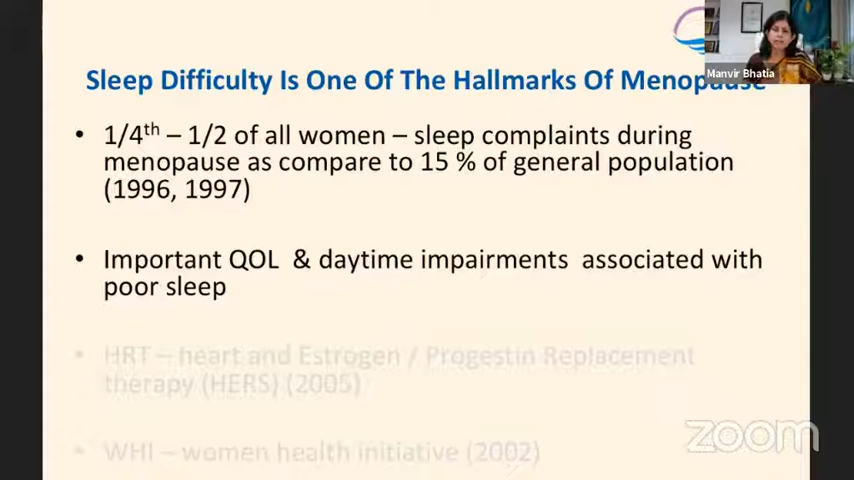 Manvir Bhatia
Sleep Difficulty Is One Of The Hallmarks Of Menopause
• 1/4th – 1/2 of all women – sleep complaints during
menopause as compare to 15 % of general population
(1996, 1997)
• Important QOL & daytime impairments associated with
poor sleep
• HRT – heart and Estrogen / Progestin Replacement
therapy (HERS) (2005)
• WHI – women health initiative (2002)
zoom